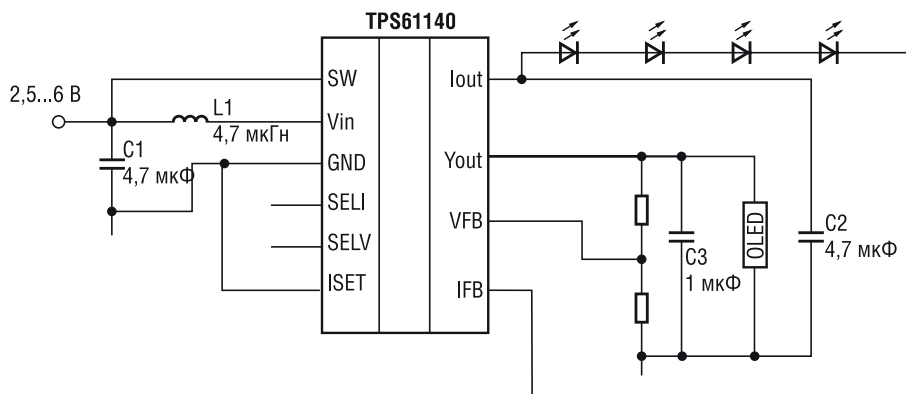 TPS61140
2,5...6 В
L1
4,7 мкГн
C1
4,7 мкФ
SW
Vin
GND
SELI
SELV
ISET
Iout
Yout
VFB
IFB
C3
1 мкФ
OLED
C2
4,7 мкФ